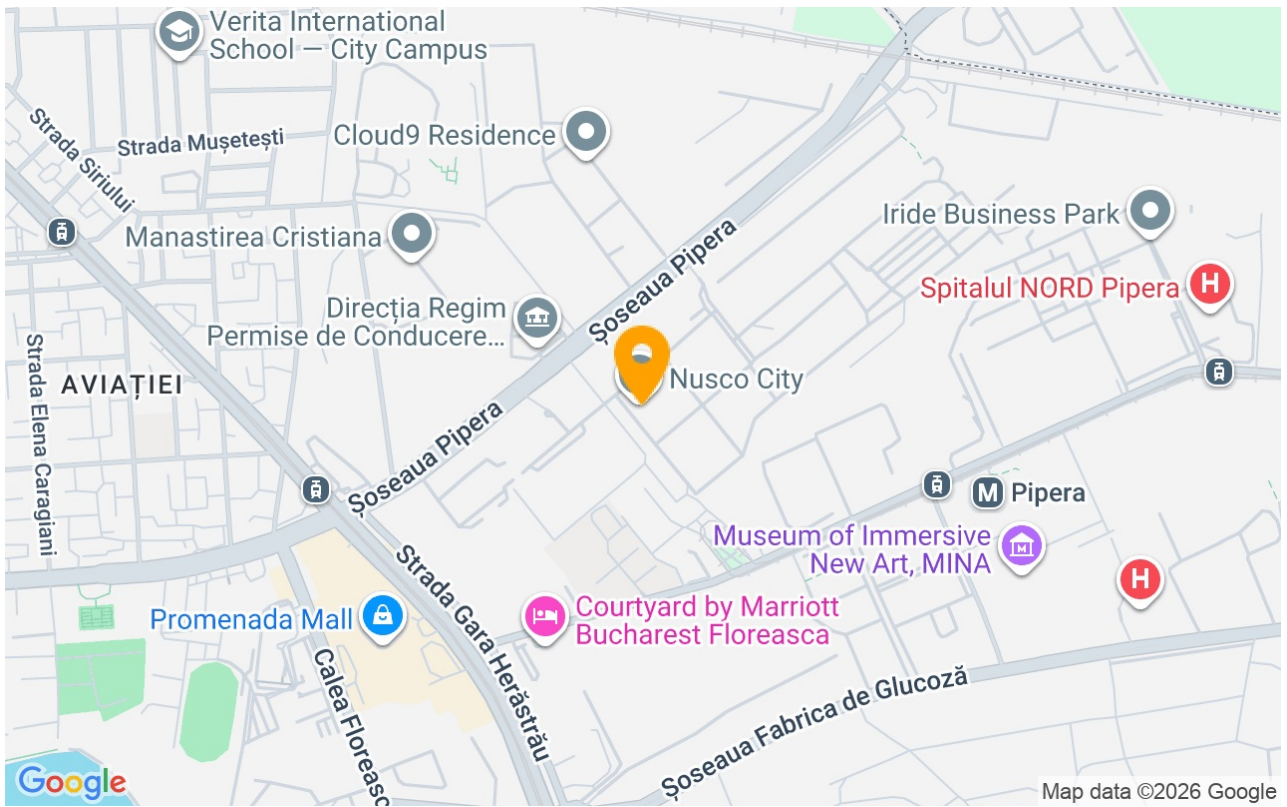 Verita International
School — City Campus
Strada Siriului
Strada Mușetești
Cloud9 Residence
Iride Business Park
Manastirea Cristiana
Șoseaua Pipera
Spitalul NORD Pipera
H
Direcția Regim
Permise de Conducere...
Strada Elena Caragiani
AVIAȚIEI
Nusco City
Șoseaua Pipera
M Pipera
Museum of Immersive
New Art, MINA
M
H
Strada Gara Herăstrău
Promenada Mall
Courtyard by Marriott
Bucharest Floreasca
Calea Floreasc
Șoseaua Fabrica de Glucoză
Google
Map data ©2026 Google